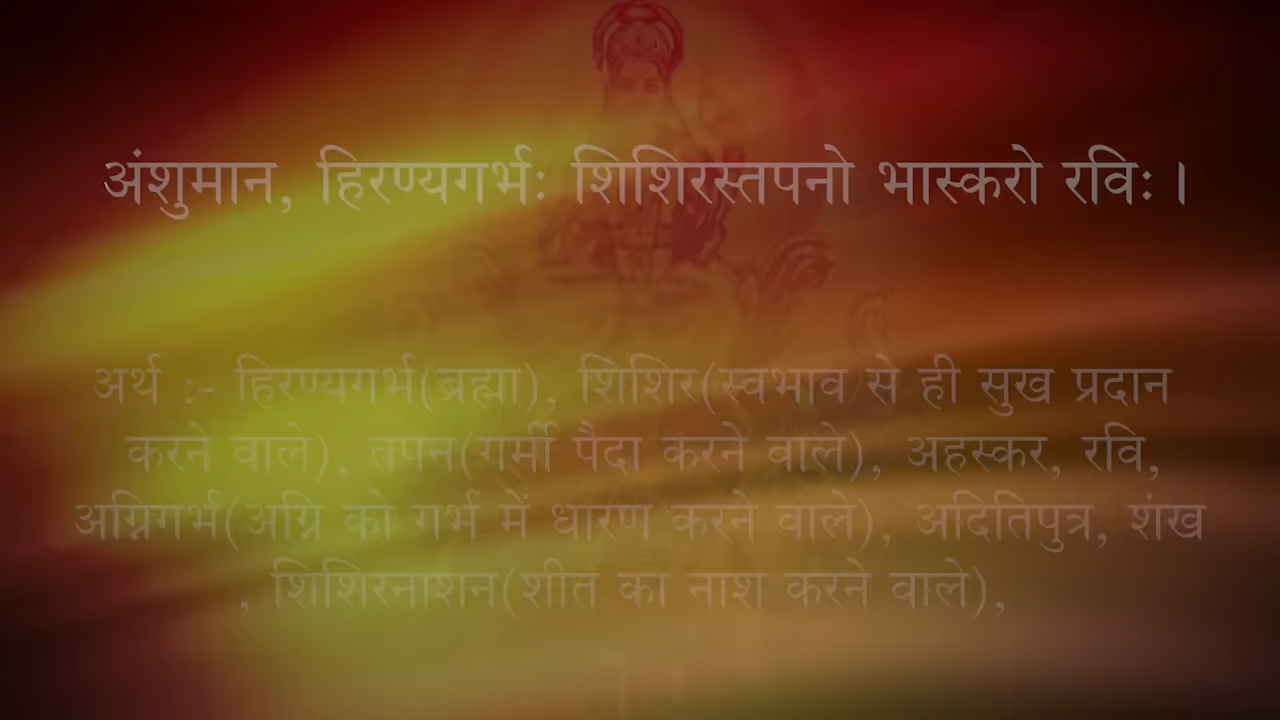 अंशुमान, हिरण्यगर्भः शिशिरस्तपनो भास्करो रविः ।
अर्थ :- हिरण्यगर्भ(ब्रह्मा), शिशिर(स्वभाव से ही सुख प्रदान
करने वाले), तपन(गर्मी पैदा करने वाले), अहस्कर, रवि,
अग्निगर्भ(अग्नि को गर्भ में धारण करने वाले), अदितिपुत्र, शंख
, शिशिरनाशन(शीत का नाश करने वाले),